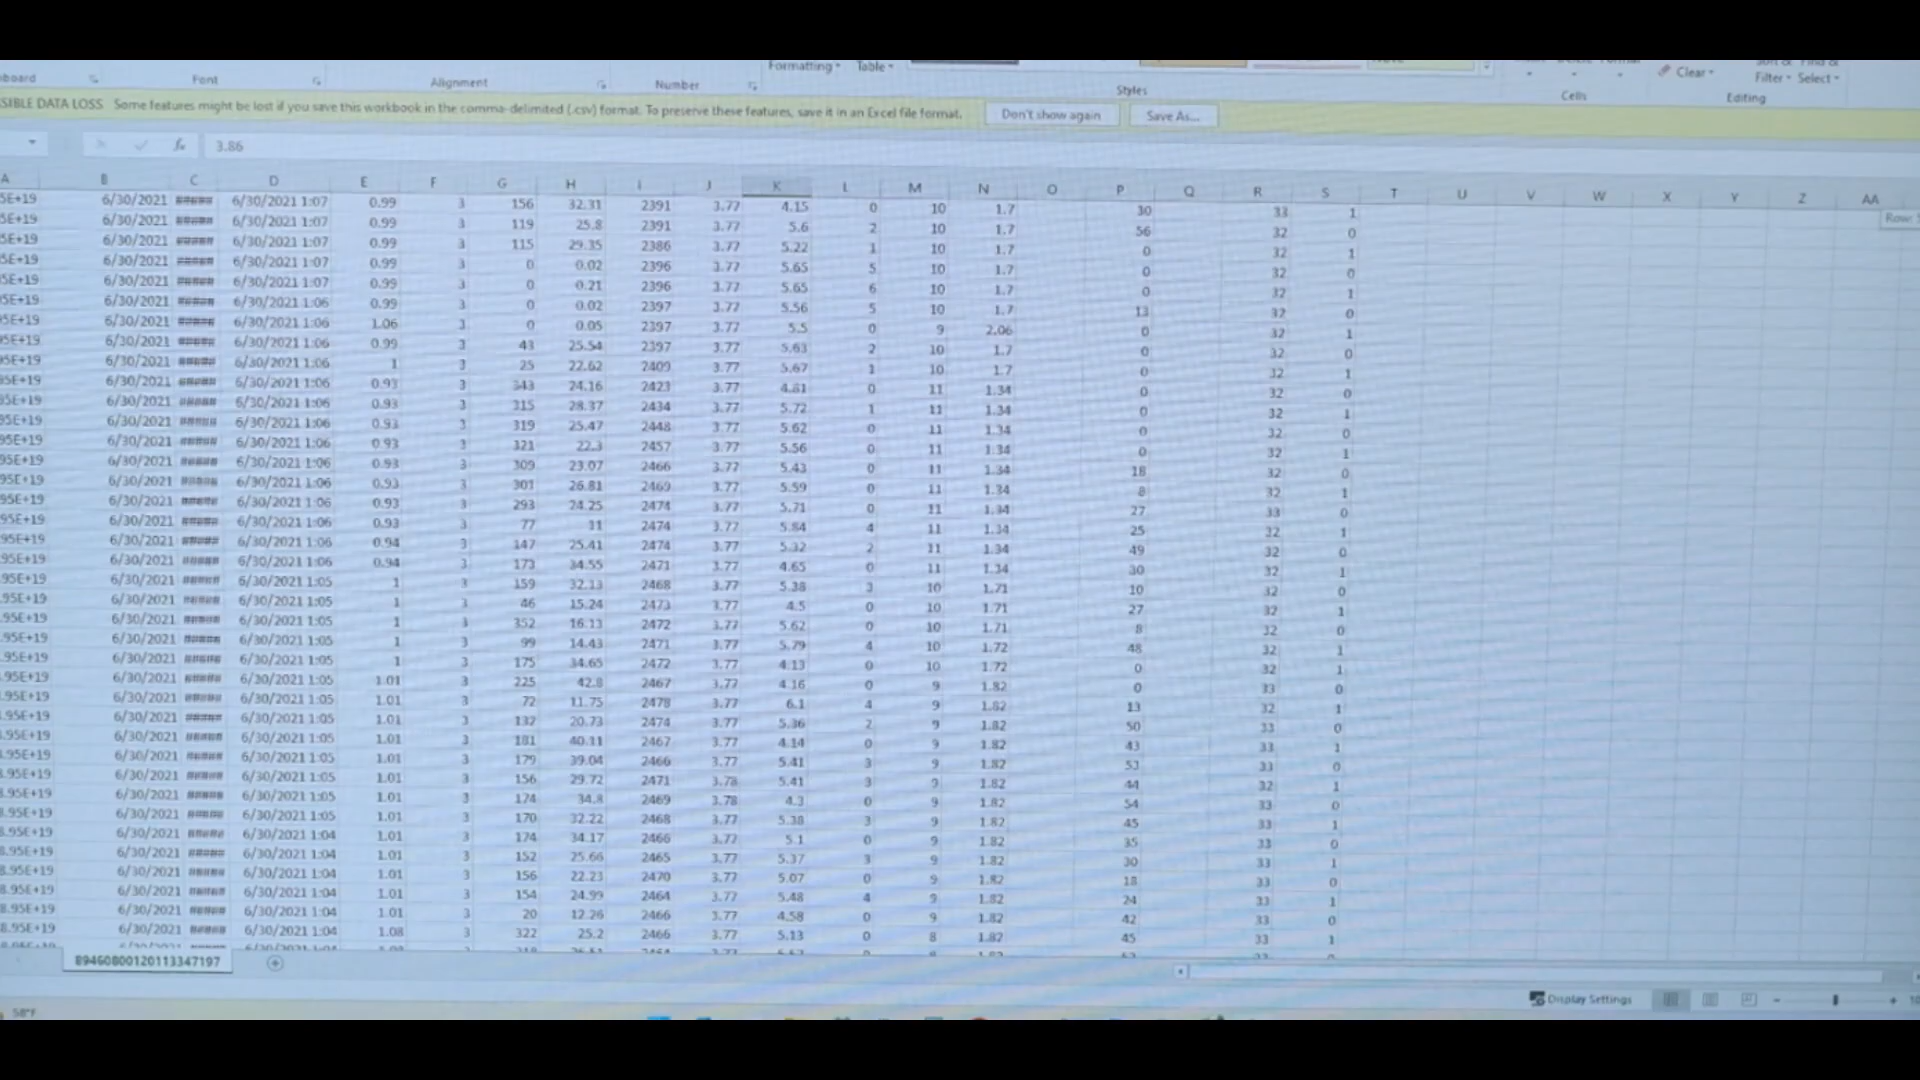 board Font Alignment Number Formatting Table Styles Cells Clear Editing Filter Select
SIBLE DATA LOSS Some features might be lost if you save this workbook in the comma-delimited (.csv) format. To preserve these features, save it in an Excel file format. Don't show again Save As...
fx 3.86
A B C D E F G H I J K L M N O P Q R S T U V W X Y Z AA
5E+19 6/30/2021 ##### 6/30/2021 1:07 0.99 3 156 32.31 2391 3.77 4.15 0 10 1.7 30 33 1
5E+19 6/30/2021 ##### 6/30/2021 1:07 0.99 3 119 25.8 2391 3.77 5.6 2 10 1.7 56 32 0
5E+19 6/30/2021 ##### 6/30/2021 1:07 0.99 3 115 29.35 2386 3.77 5.22 1 10 1.7 0 32 1
5E+19 6/30/2021 ##### 6/30/2021 1:07 0.99 3 0 0.02 2396 3.77 5.65 5 10 1.7 0 32 0
5E+19 6/30/2021 ##### 6/30/2021 1:07 0.99 3 0 0.21 2396 3.77 5.65 6 10 1.7 0 32 1
5E+19 6/30/2021 ##### 6/30/2021 1:06 0.99 3 0 0.02 2397 3.77 5.56 5 10 1.7 13 32 0
95E+19 6/30/2021 ##### 6/30/2021 1:06 1.06 3 0 0.05 2397 3.77 5.5 0 9 2.06 0 32 1
95E+19 6/30/2021 ##### 6/30/2021 1:06 0.99 3 43 25.54 2397 3.77 5.63 2 10 1.7 0 32 0
95E+19 6/30/2021 ##### 6/30/2021 1:06 1 3 25 22.62 2409 3.77 5.67 1 10 1.7 0 32 1
95E+19 6/30/2021 ##### 6/30/2021 1:06 0.93 3 343 24.16 2423 3.77 4.81 0 11 1.34 0 32 0
95E+19 6/30/2021 ##### 6/30/2021 1:06 0.93 3 315 28.37 2434 3.77 5.72 1 11 1.34 0 32 1
95E+19 6/30/2021 ##### 6/30/2021 1:06 0.93 3 319 25.47 2448 3.77 5.62 0 11 1.34 0 32 0
95E+19 6/30/2021 ##### 6/30/2021 1:06 0.93 3 321 22.3 2457 3.77 5.56 0 11 1.34 0 32 1
95E+19 6/30/2021 ##### 6/30/2021 1:06 0.93 3 309 23.07 2466 3.77 5.43 0 11 1.34 18 32 0
95E+19 6/30/2021 ##### 6/30/2021 1:06 0.93 3 301 26.81 2469 3.77 5.59 0 11 1.34 8 32 1
95E+19 6/30/2021 ##### 6/30/2021 1:06 0.93 3 293 24.25 2474 3.77 5.71 0 11 1.34 27 33 0
95E+19 6/30/2021 ##### 6/30/2021 1:06 0.93 3 77 11 2474 3.77 5.84 4 11 1.34 25 32 1
95E+19 6/30/2021 ##### 6/30/2021 1:06 0.94 3 147 25.41 2474 3.77 5.32 2 11 1.34 49 32 0
95E+19 6/30/2021 ##### 6/30/2021 1:06 0.94 3 173 34.55 2471 3.77 4.65 0 11 1.34 30 32 1
.95E+19 6/30/2021 ##### 6/30/2021 1:05 1 3 159 32.13 2468 3.77 5.38 3 10 1.71 10 32 0
.95E+19 6/30/2021 ##### 6/30/2021 1:05 1 3 46 15.24 2473 3.77 4.5 0 10 1.71 27 32 1
.95E+19 6/30/2021 ##### 6/30/2021 1:05 1 3 352 16.13 2472 3.77 5.62 0 10 1.71 8 32 0
.95E+19 6/30/2021 ##### 6/30/2021 1:05 1 3 99 14.43 2471 3.77 5.79 4 10 1.72 48 32 1
.95E+19 6/30/2021 ##### 6/30/2021 1:05 1 3 175 34.65 2472 3.77 4.13 0 10 1.72 0 32 1
.95E+19 6/30/2021 ##### 6/30/2021 1:05 1.01 3 225 42.8 2467 3.77 4.16 0 9 1.82 0 33 0
.95E+19 6/30/2021 ##### 6/30/2021 1:05 1.01 3 72 11.75 2478 3.77 6.1 4 9 1.82 13 32 1
.95E+19 6/30/2021 ##### 6/30/2021 1:05 1.01 3 132 20.73 2474 3.77 5.36 2 9 1.82 50 33 0
.95E+19 6/30/2021 ##### 6/30/2021 1:05 1.01 3 181 40.11 2467 3.77 4.14 0 9 1.82 43 33 1
.95E+19 6/30/2021 ##### 6/30/2021 1:05 1.01 3 179 39.04 2466 3.77 5.41 3 9 1.82 53 33 0
.95E+19 6/30/2021 ##### 6/30/2021 1:05 1.01 3 156 29.72 2471 3.78 5.41 3 9 1.82 44 32 1
.95E+19 6/30/2021 ##### 6/30/2021 1:05 1.01 3 174 34.8 2469 3.78 4.3 0 9 1.82 54 33 0
.95E+19 6/30/2021 ##### 6/30/2021 1:05 1.01 3 170 32.22 2468 3.77 5.38 3 9 1.82 45 33 1
8.95E+19 6/30/2021 ##### 6/30/2021 1:04 1.01 3 174 34.17 2466 3.77 5.1 0 9 1.82 35 33 0
8.95E+19 6/30/2021 ##### 6/30/2021 1:04 1.01 3 152 25.66 2465 3.77 5.37 3 9 1.82 30 33 1
8.95E+19 6/30/2021 ##### 6/30/2021 1:04 1.01 3 156 22.23 2470 3.77 5.07 0 9 1.82 18 33 0
8.95E+19 6/30/2021 ##### 6/30/2021 1:04 1.01 3 154 24.99 2464 3.77 5.48 4 9 1.82 24 33 1
8.95E+19 6/30/2021 ##### 6/30/2021 1:04 1.01 3 20 12.26 2466 3.77 4.58 0 9 1.82 42 33 0
8.95E+19 6/30/2021 ##### 6/30/2021 1:04 1.08 3 322 25.2 2466 3.77 5.13 0 8 1.82 45 33 1
89460800120113347197
Display Settings
58°F